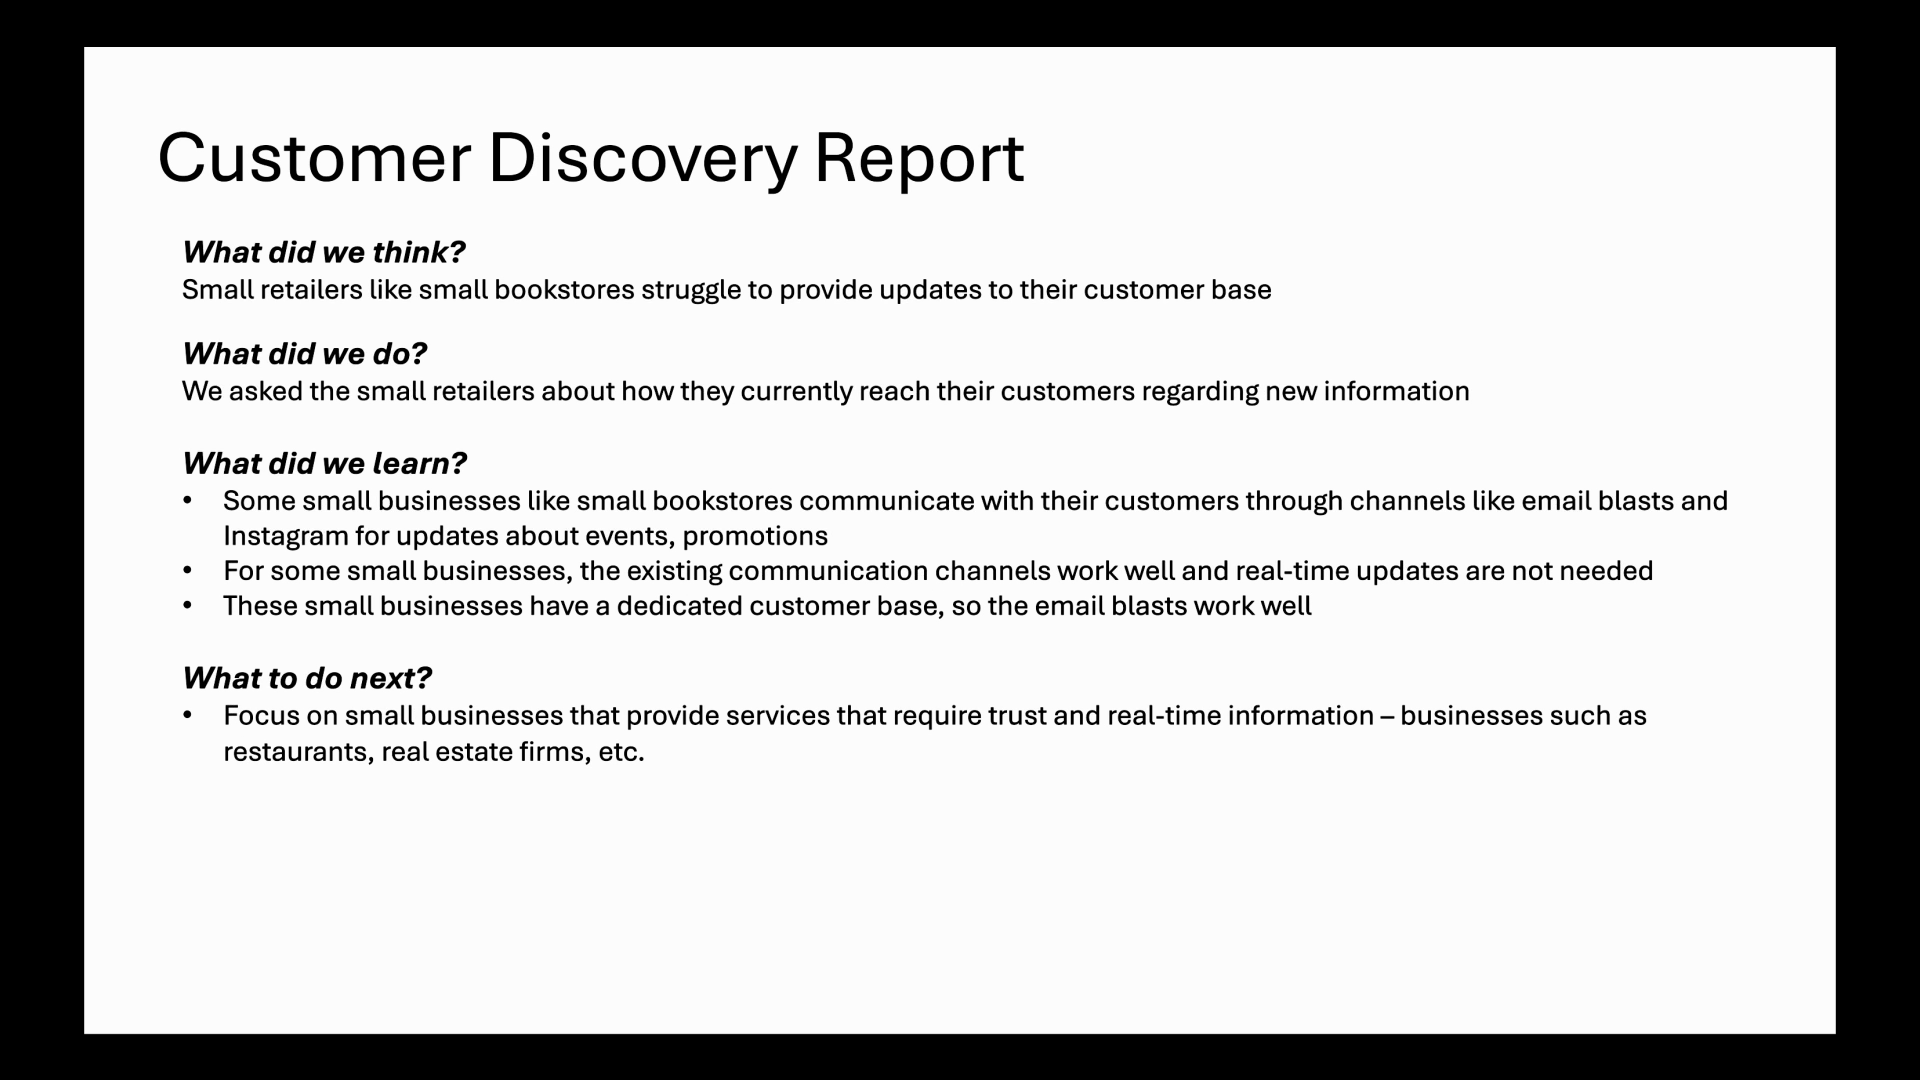 Customer Discovery Report
What did we think?
Small retailers like small bookstores struggle to provide updates to their customer base
What did we do?
We asked the small retailers about how they currently reach their customers regarding new information
What did we learn?
• Some small businesses like small bookstores communicate with their customers through channels like email blasts and
Instagram for updates about events, promotions
• For some small businesses, the existing communication channels work well and real-time updates are not needed
• These small businesses have a dedicated customer base, so the email blasts work well
What to do next?
• Focus on small businesses that provide services that require trust and real-time information – businesses such as
restaurants, real estate firms, etc.